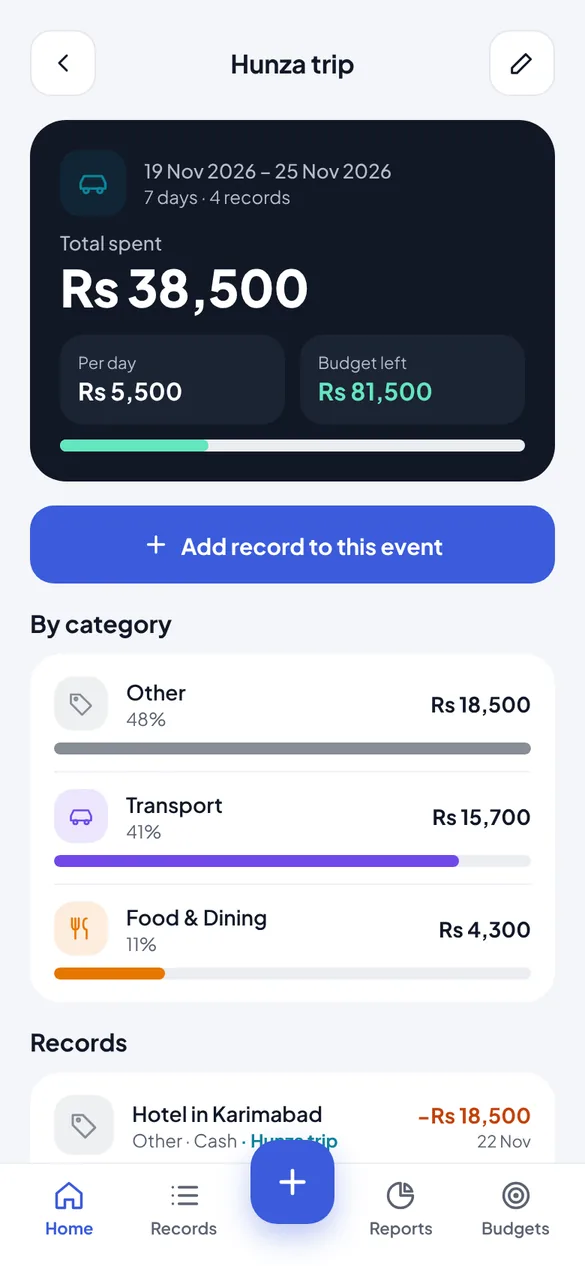 Hunza trip
19 Nov 2026 – 25 Nov 2026
7 days · 4 records
Total spent
Rs 38,500
Per day
Rs 5,500
Budget left
Rs 81,500
Add record to this event
By category
Other
48%
Rs 18,500
Transport
41%
Rs 15,700
Food & Dining
11%
Rs 4,300
Records
Hotel in Karimabad
–Rs 18,500
Other · Cash · Hunza trip
22 Nov
Home
Records
Reports
Budgets